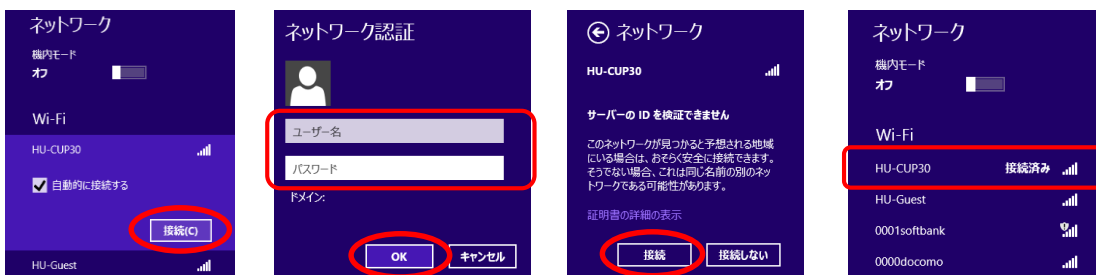 ネットワーク
機内モード
オフ
Wi-Fi
HU-CUP30
自動的に接続する
接続(C)
HU-Guest
ネットワーク認証
ユーザー名
パスワード
ドメイン:
OK キャンセル
ネットワーク
HU-CUP30
サーバーの ID を検証できません
このネットワークが見つかると予想される地域
にいる場合は、おそらく安全に接続できます。
そうでない場合、これは同じ名前の別のネッ
トワークである可能性があります。
証明書の詳細の表示
接続 接続しない
ネットワーク
機内モード
オフ
Wi-Fi
HU-CUP30 接続済み
HU-Guest
0001softbank
0000docomo